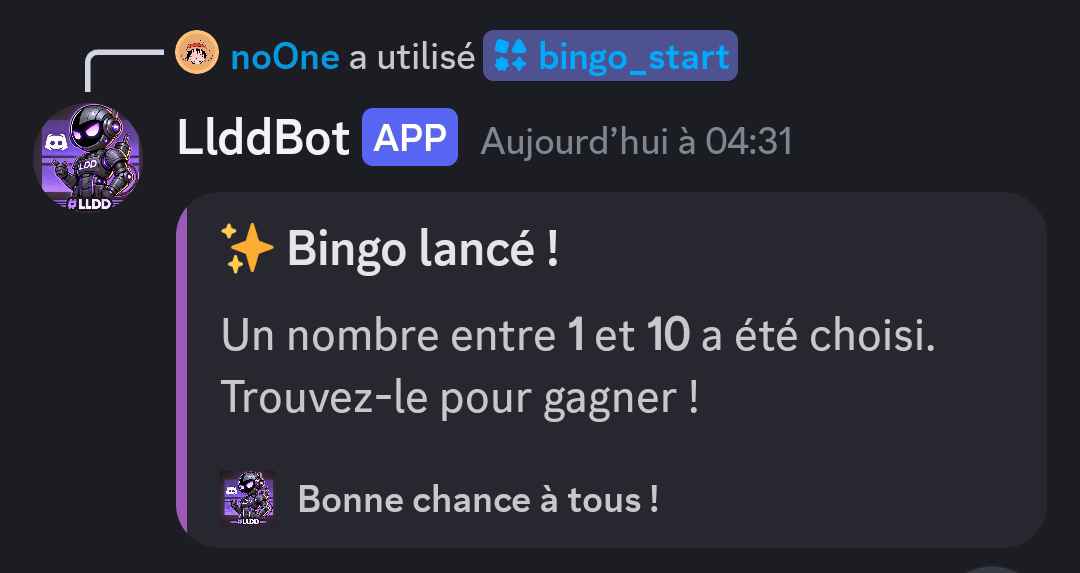 noOne a utilisé bingo_start
LlddBot APP Aujourd’hui à 04:31
LDD
#LLDD
Bingo lancé !
Un nombre entre 1 et 10 a été choisi.
Trouvez-le pour gagner !
Bonne chance à tous !
#LLDD